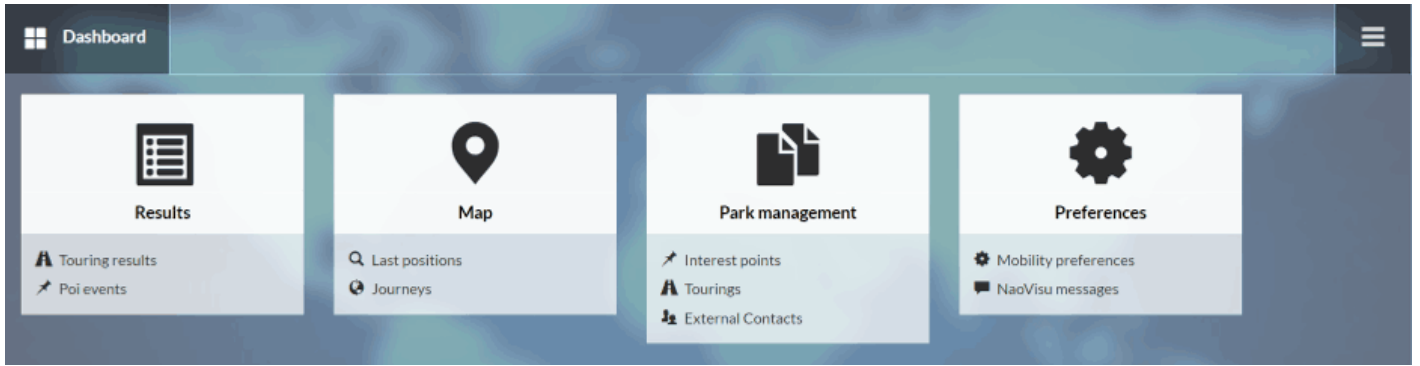 Dashboard
Results
Touring results
Poi events
Map
Last positions
Journeys
Park management
Interest points
Tourings
External Contacts
Preferences
Mobility preferences
NaoVisu messages